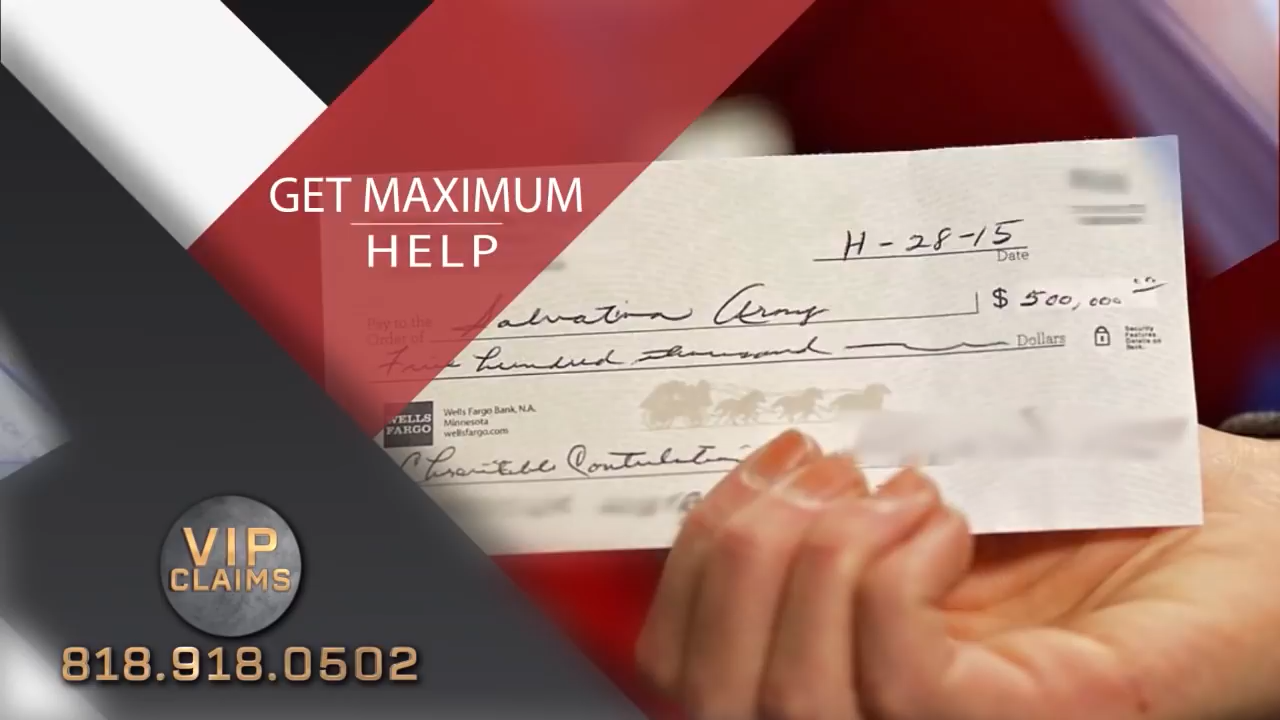 GET MAXIMUM
HELP
H-28-15
Date
Pay to the
Order of
Salvation Army
$ 500,000
Five hundred thousand
Dollars
Security
Features
Details on
Back.
WELLS
FARGO
Wells Fargo Bank, N.A.
Minnesota
wellsfargo.com
Charitable Contribution
VIP
CLAIMS
818.918.0502